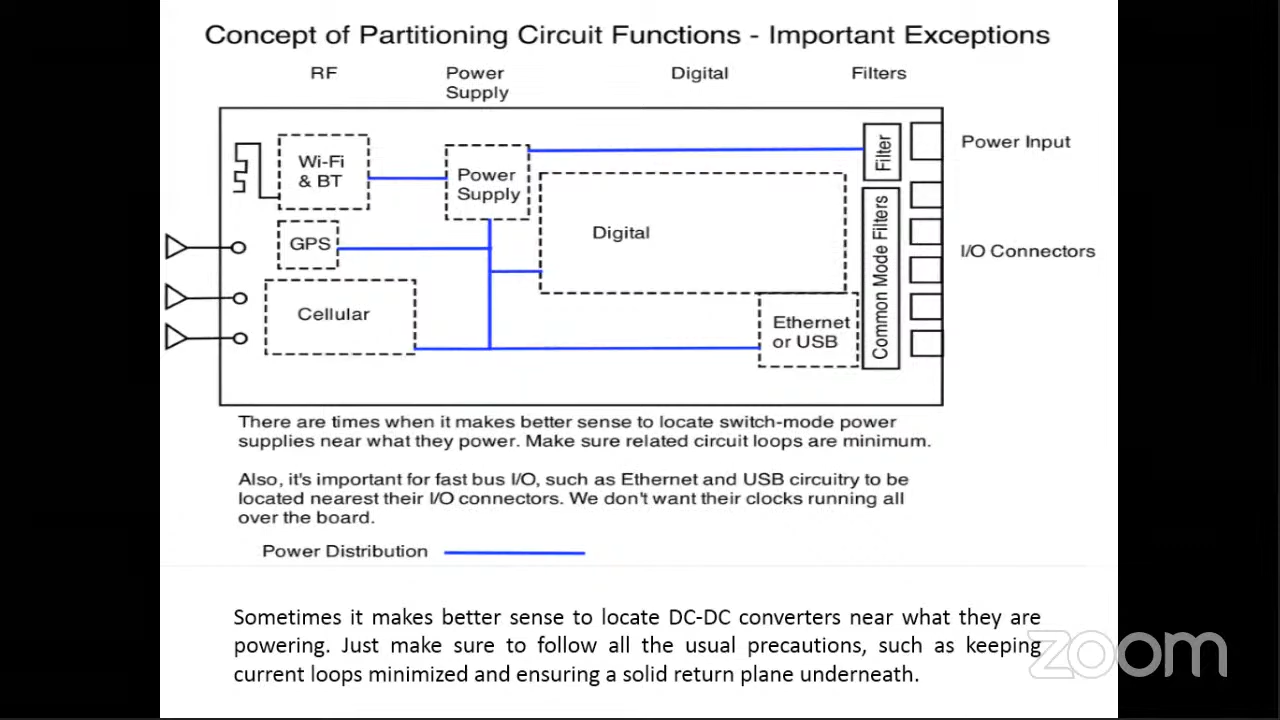 Concept of Partitioning Circuit Functions - Important Exceptions
RF
Power
Supply
Digital
Filters
Wi-Fi
& BT
Power
Supply
Filter
Power Input
GPS
Digital
Common Mode Filters
I/O Connectors
Cellular
Ethernet
or USB
There are times when it makes better sense to locate switch-mode power
supplies near what they power. Make sure related circuit loops are minimum.
Also, it's important for fast bus I/O, such as Ethernet and USB circuitry to be
located nearest their I/O connectors. We don't want their clocks running all
over the board.
Power Distribution
Sometimes it makes better sense to locate DC-DC converters near what they are
powering. Just make sure to follow all the usual precautions, such as keeping
current loops minimized and ensuring a solid return plane underneath.
zoom